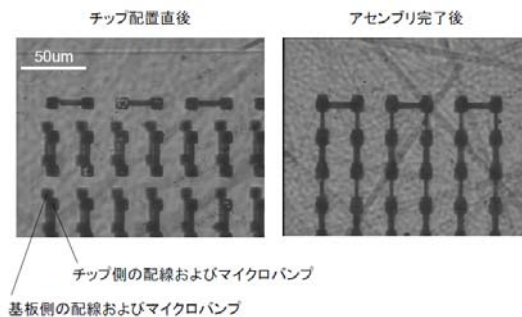 チップ配置直後
アセンブリ完了後
50um
チップ側の配線およびマイクロバンプ
基板側の配線およびマイクロバンプ